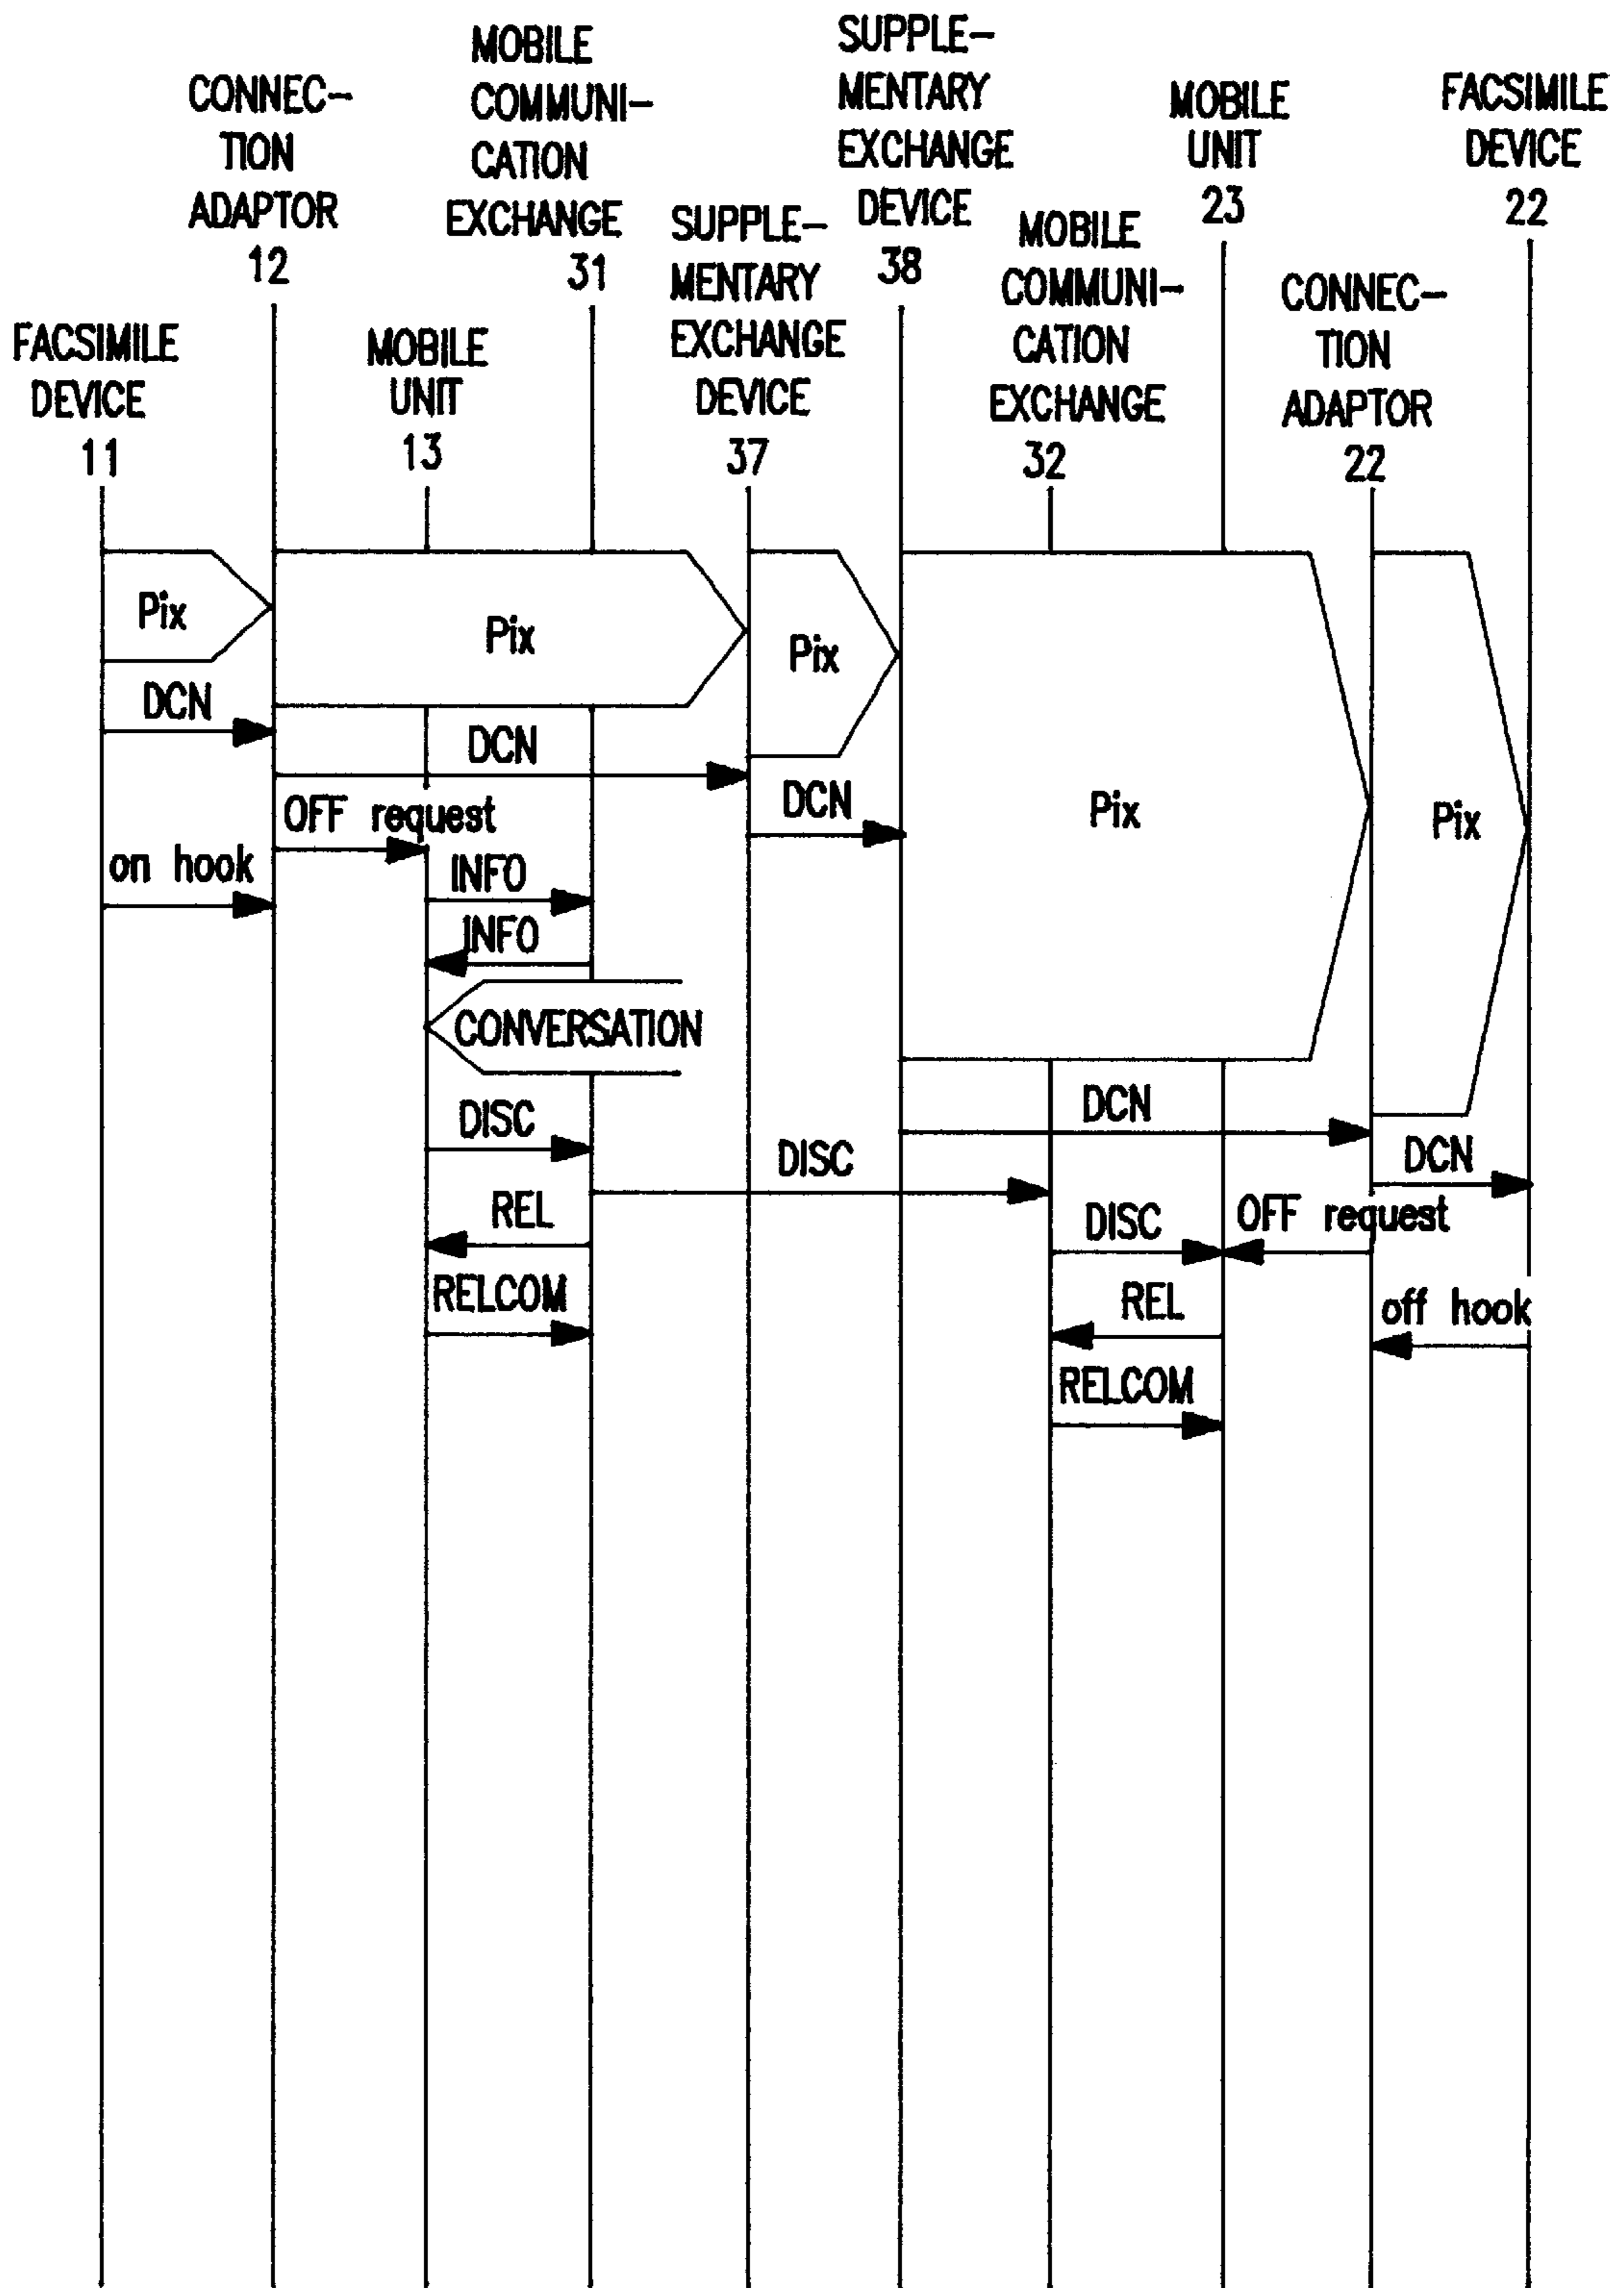 FACSIMILE
DEVICE
11
CONNEC-
TION
ADAPTOR
12
MOBILE
UNIT
13
MOBILE
COMMUNI-
CATION
EXCHANGE
31
SUPPLE-
MENTARY
EXCHANGE
DEVICE
37
SUPPLE-
MENTARY
EXCHANGE
DEVICE
38
MOBILE
COMMUNI-
CATION
EXCHANGE
32
MOBILE
UNIT
23
CONNEC-
TION
ADAPTOR
22
FACSIMILE
DEVICE
22
Pix
Pix
Pix
Pix
Pix
DCN
DCN
DCN
OFF request
on hook
INFO
INFO
CONVERSATION
DISC
DCN
DISC
DCN
REL
DISC
OFF request
RELCOM
REL
off hook
RELCOM